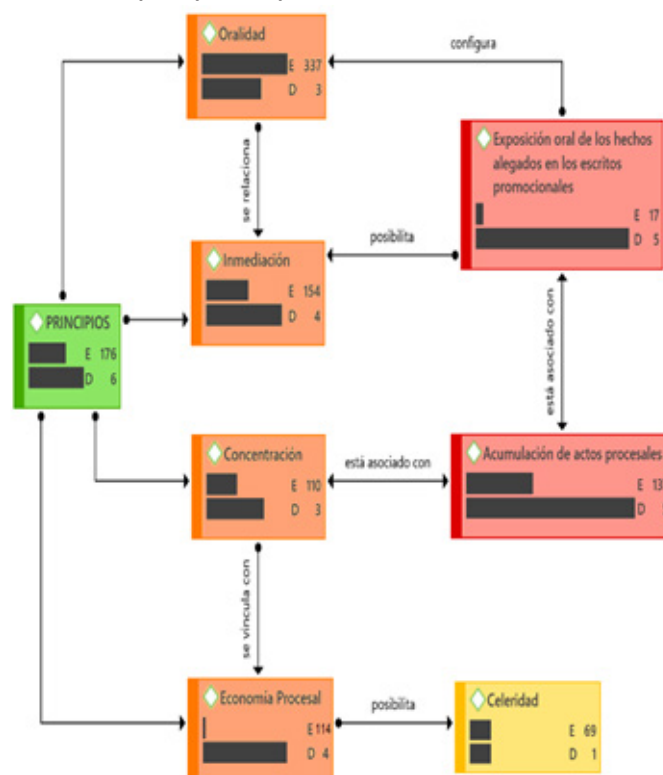 Oralidad
E 337
D 3
configura
Exposición oral de los hechos
alegados en los escritos
promocionales
E 17
D 5
se relaciona
posibilita
Inmediación
E 154
D 4
PRINCIPIOS
E 176
D 6
está asociado con
Concentración
E 110
D 3
está asociado con
Acumulación de actos procesales
E 13
D
se vincula con
Economía Procesal
E 114
D 4
posibilita
Celeridad
E 69
D 1